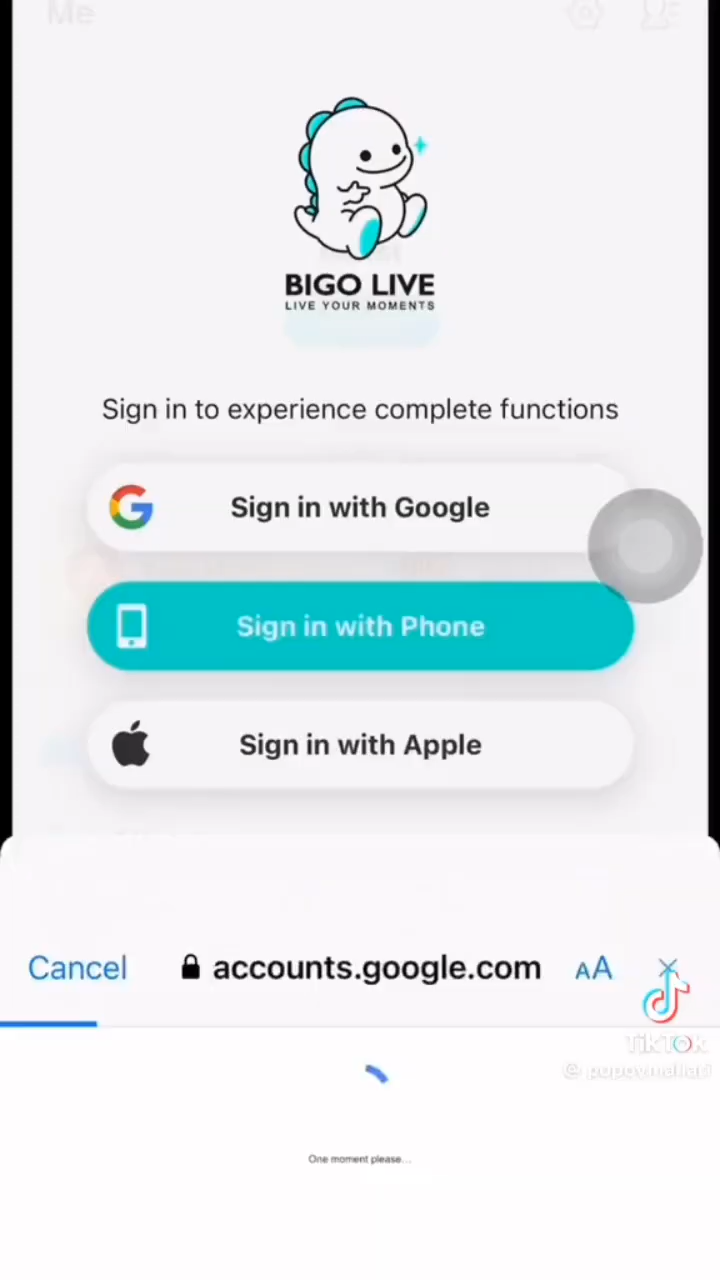 Me
BIGO LIVE
LIVE YOUR MOMENTS
Sign in to experience complete functions
Sign in with Google
Sign in with Phone
Sign in with Apple
Cancel
accounts.google.com
AA
TikTok
One moment please...